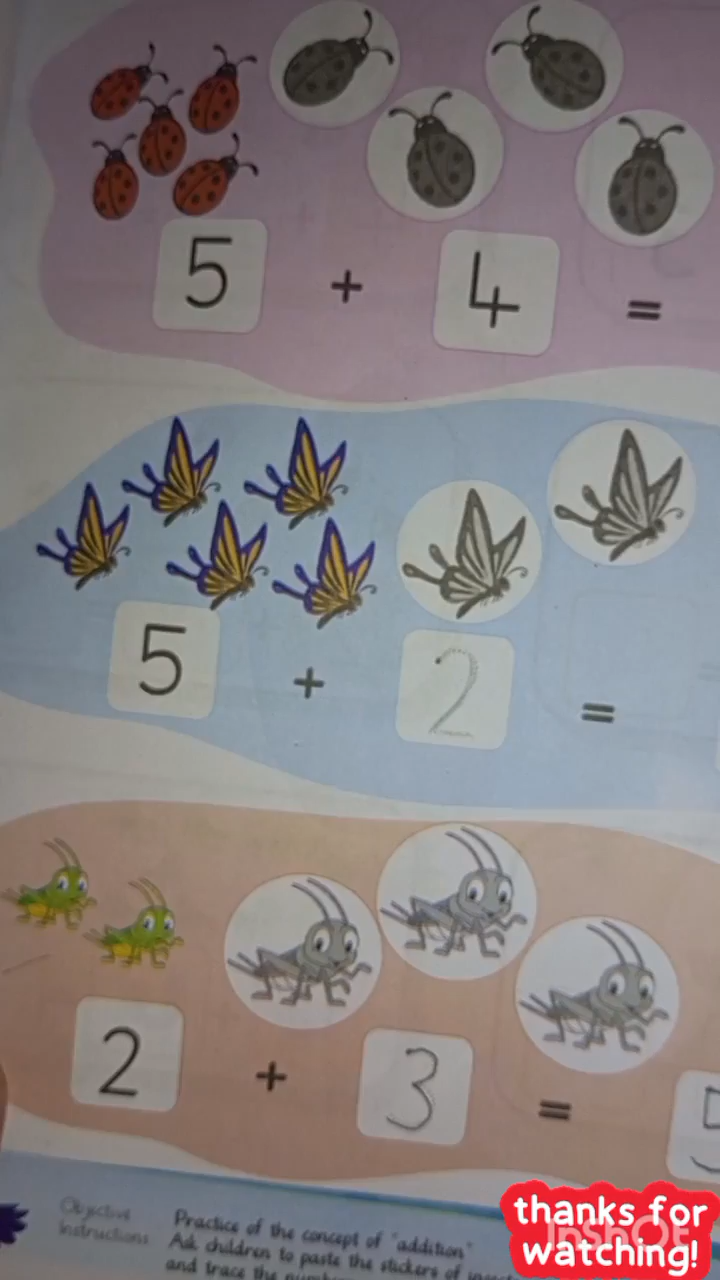 5 + 4 =
5 + 2 =
2 + 3 = 5
Objective Practice of the concept of "addition"
Instructions Ask children to paste the stickers of
and trace the
thanks for
watching!